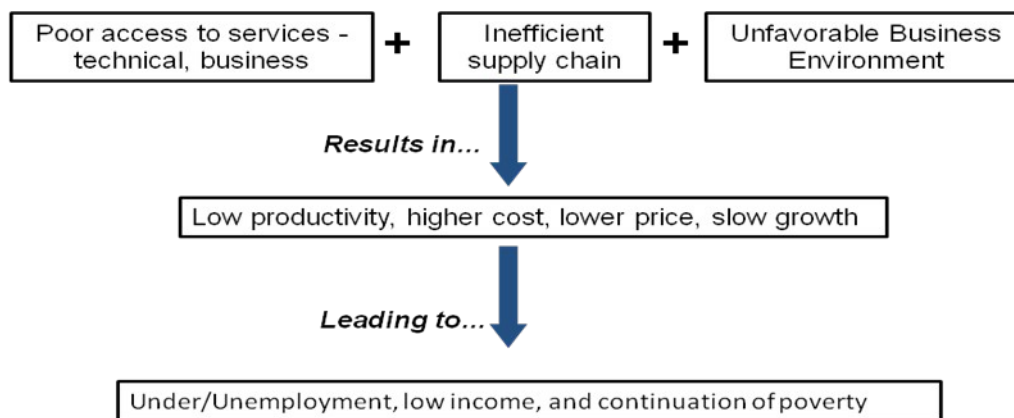 Poor access to services -
technical, business
+
Inefficient
supply chain
+
Unfavorable Business
Environment
Results in...
Low productivity, higher cost, lower price, slow growth
Leading to...
Under/Unemployment, low income, and continuation of poverty